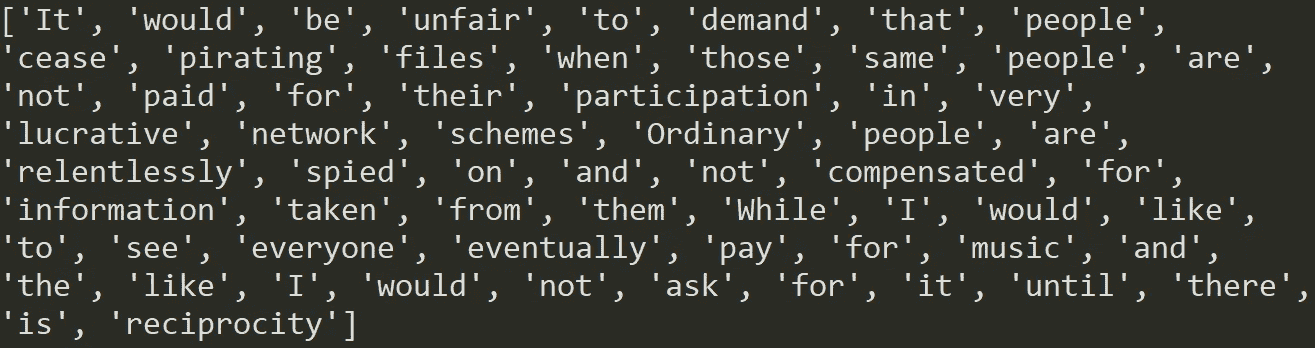 ['It', 'would', 'be', 'unfair', 'to', 'demand', 'that', 'people',
'cease', 'pirating', 'files', 'when', 'those', 'same', 'people', 'are',
'not', 'paid', 'for', 'their', 'participation', 'in', 'very',
'lucrative', 'network', 'schemes', 'Ordinary', 'people', 'are',
'relentlessly', 'spied', 'on', 'and', 'not', 'compensated', 'for',
'information', 'taken', 'from', 'them', 'While', 'I', 'would', 'like',
'to', 'see', 'everyone', 'eventually', 'pay', 'for', 'music', 'and',
'the', 'like', 'I', 'would', 'not', 'ask', 'for', 'it', 'until', 'there',
'is', 'reciprocity']